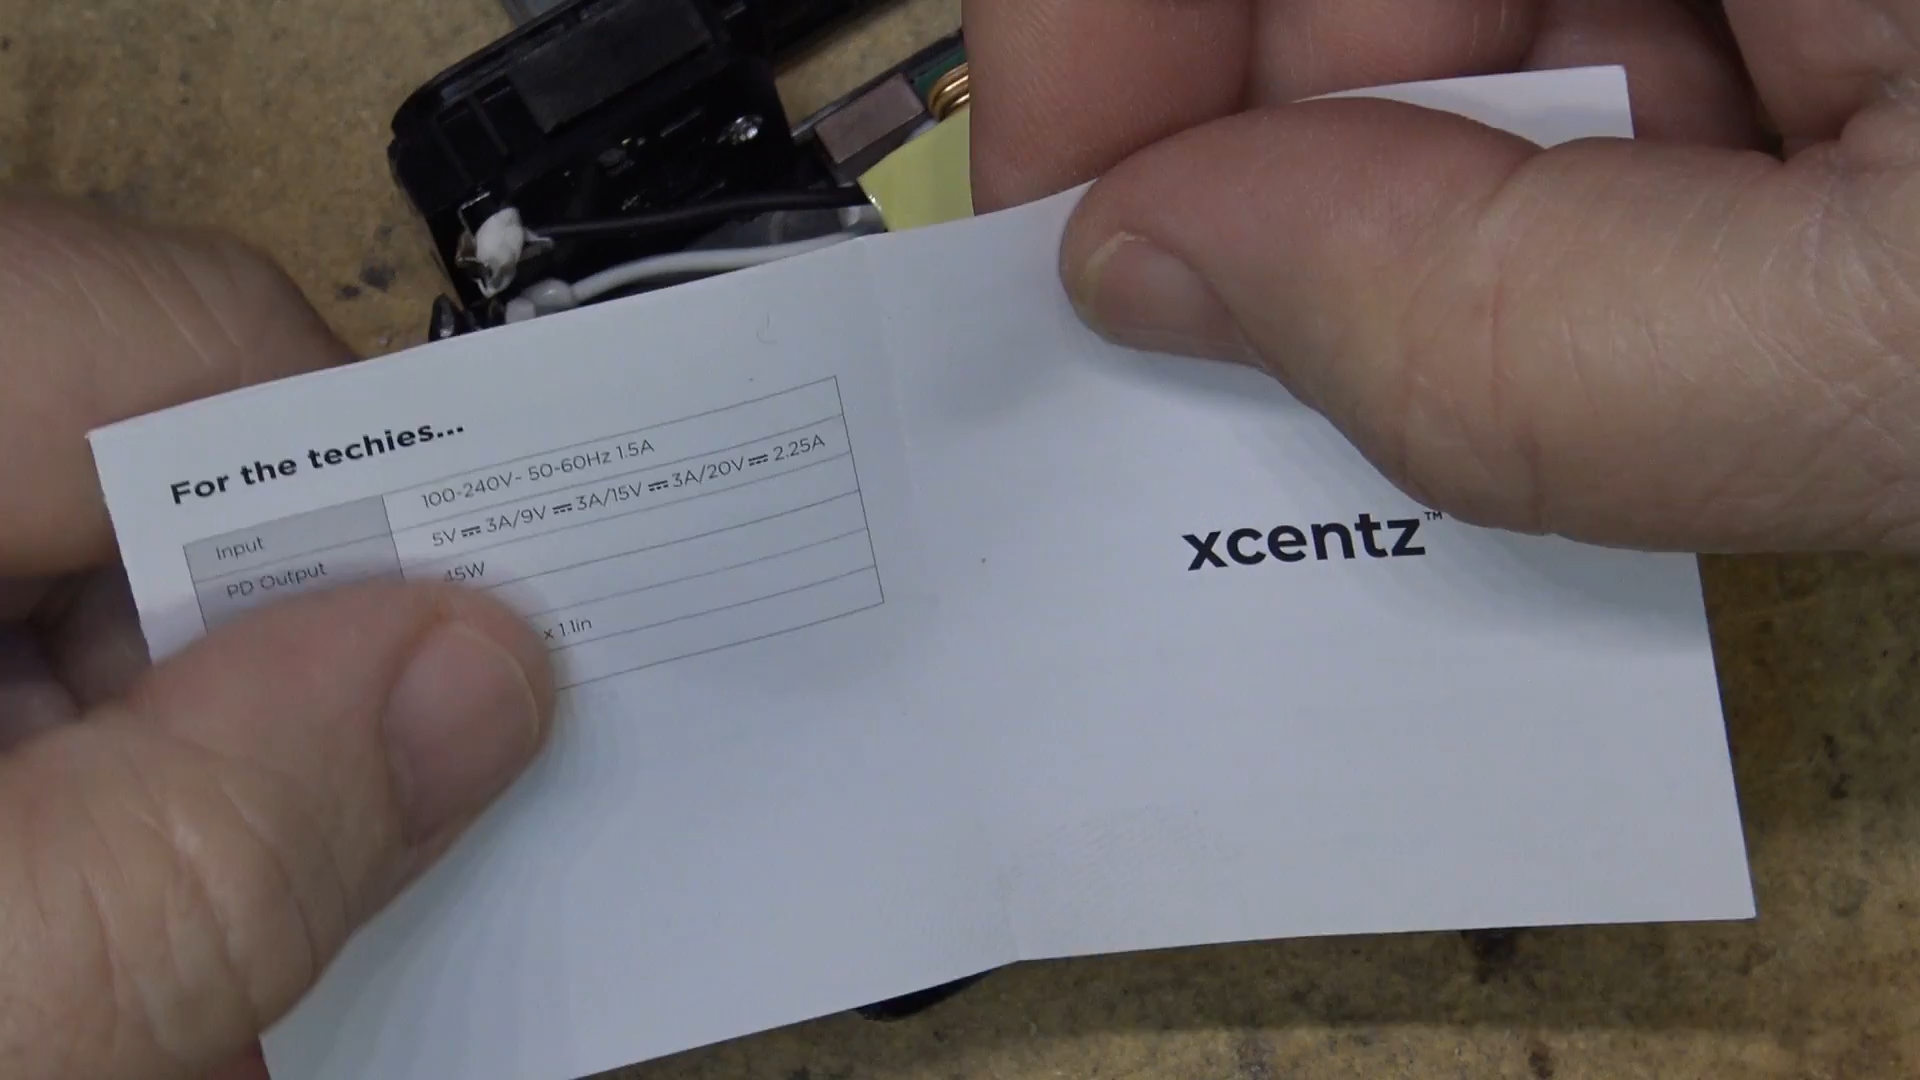 For the techies...
Input 100-240V~ 50-60Hz 1.5A
PD Output 5V⎓3A/9V⎓3A/15V⎓3A/20V⎓2.25A
45W
x 1.1in
xcentz™